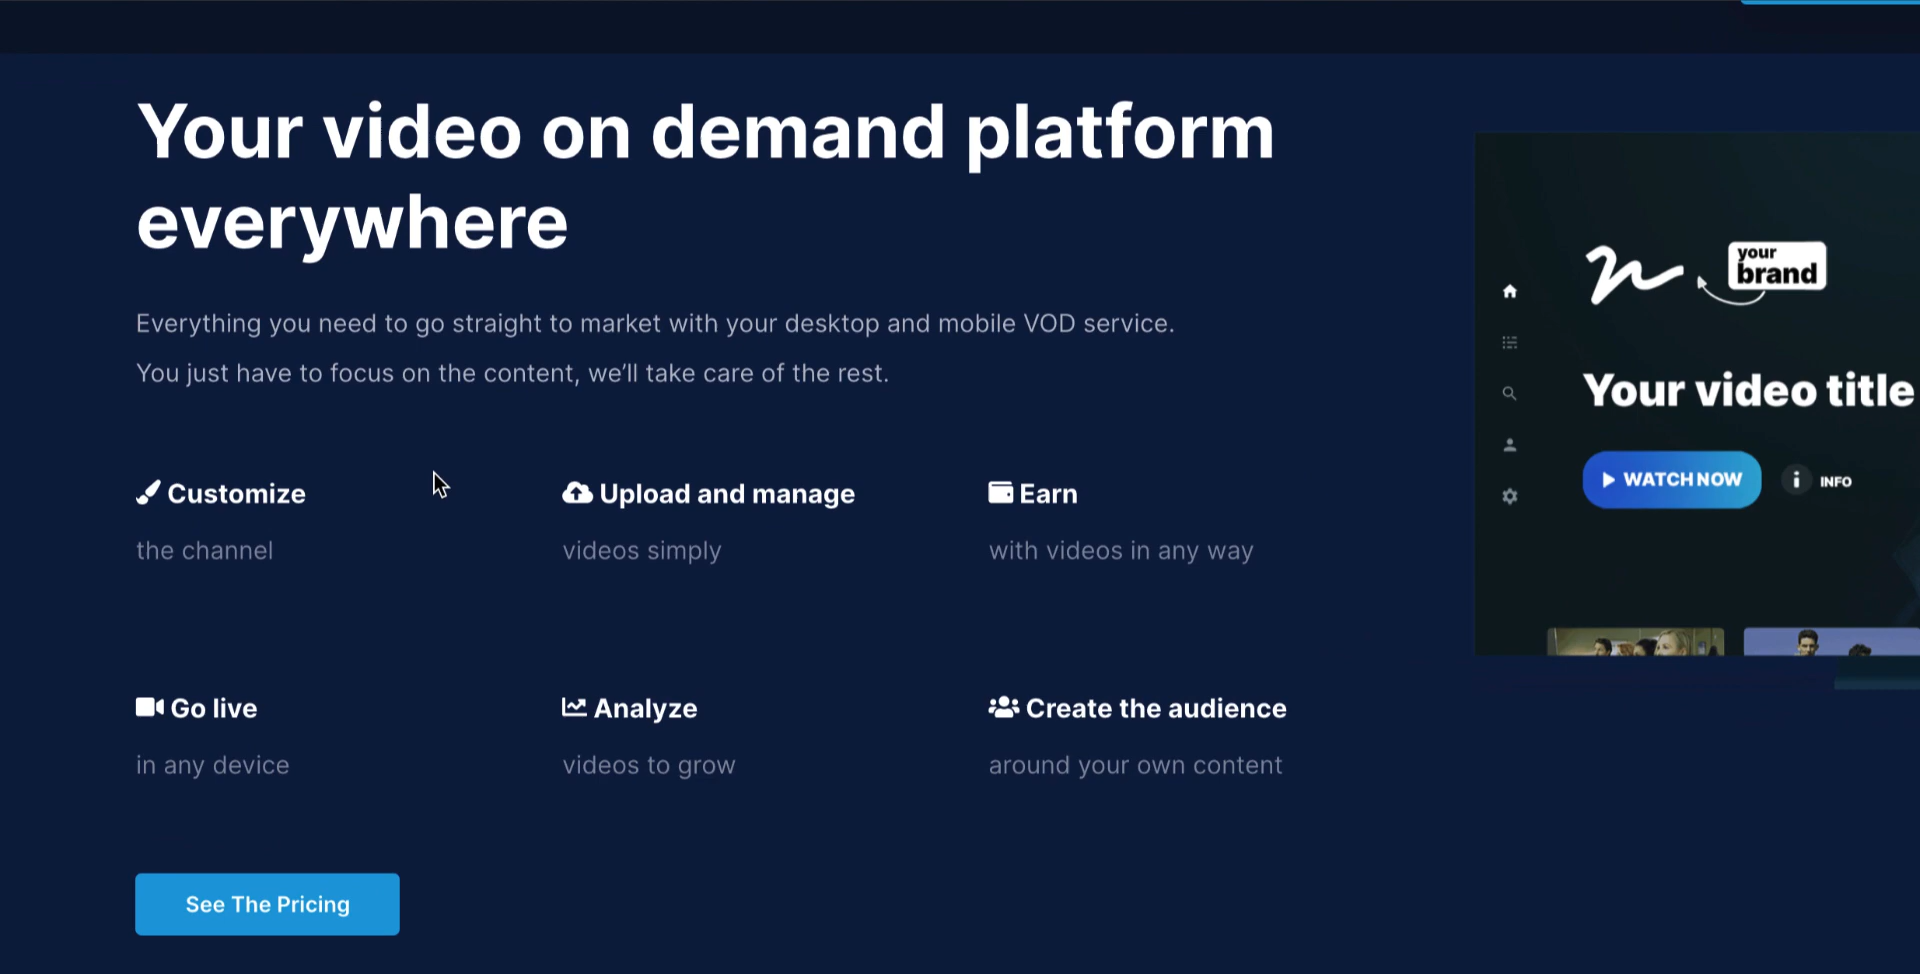 Your video on demand platform
everywhere
Everything you need to go straight to market with your desktop and mobile VOD service.
You just have to focus on the content, we’ll take care of the rest.
Customize
the channel
Upload and manage
videos simply
Earn
with videos in any way
Go live
in any device
Analyze
videos to grow
Create the audience
around your own content
See The Pricing
your
brand
Your video title
WATCH NOW
INFO